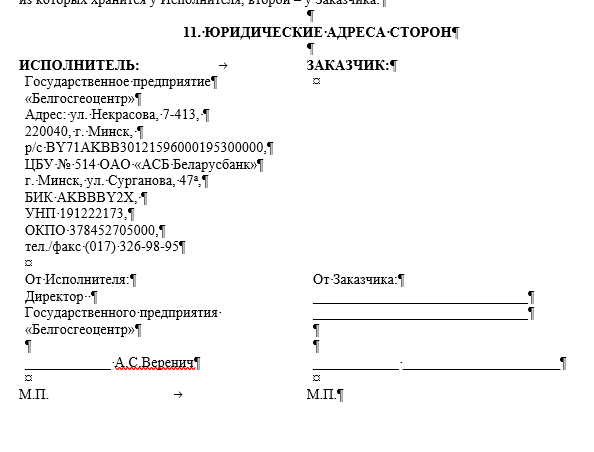 из которых хранится у Исполнителя, второй – у Заказчика.
11. ЮРИДИЧЕСКИЕ АДРЕСА СТОРОН
ИСПОЛНИТЕЛЬ: ЗАКАЗЧИК:
Государственное предприятие
«Белгосгеоцентр»
Адрес: ул. Некрасова, 7-413,
220040, г. Минск,
р/с BY71AKBB30121596000195300000,
ЦБУ № 514 ОАО «АСБ Беларусбанк»
г. Минск, ул. Сурганова, 47ª,
БИК AKBBBY2X,
УНП 191222173,
ОКПО 378452705000,
тел./факс (017) 326-98-95
От Исполнителя: От Заказчика:
Директор
Государственного предприятия
«Белгосгеоцентр»
А.С.Веренич
М.П. М.П.